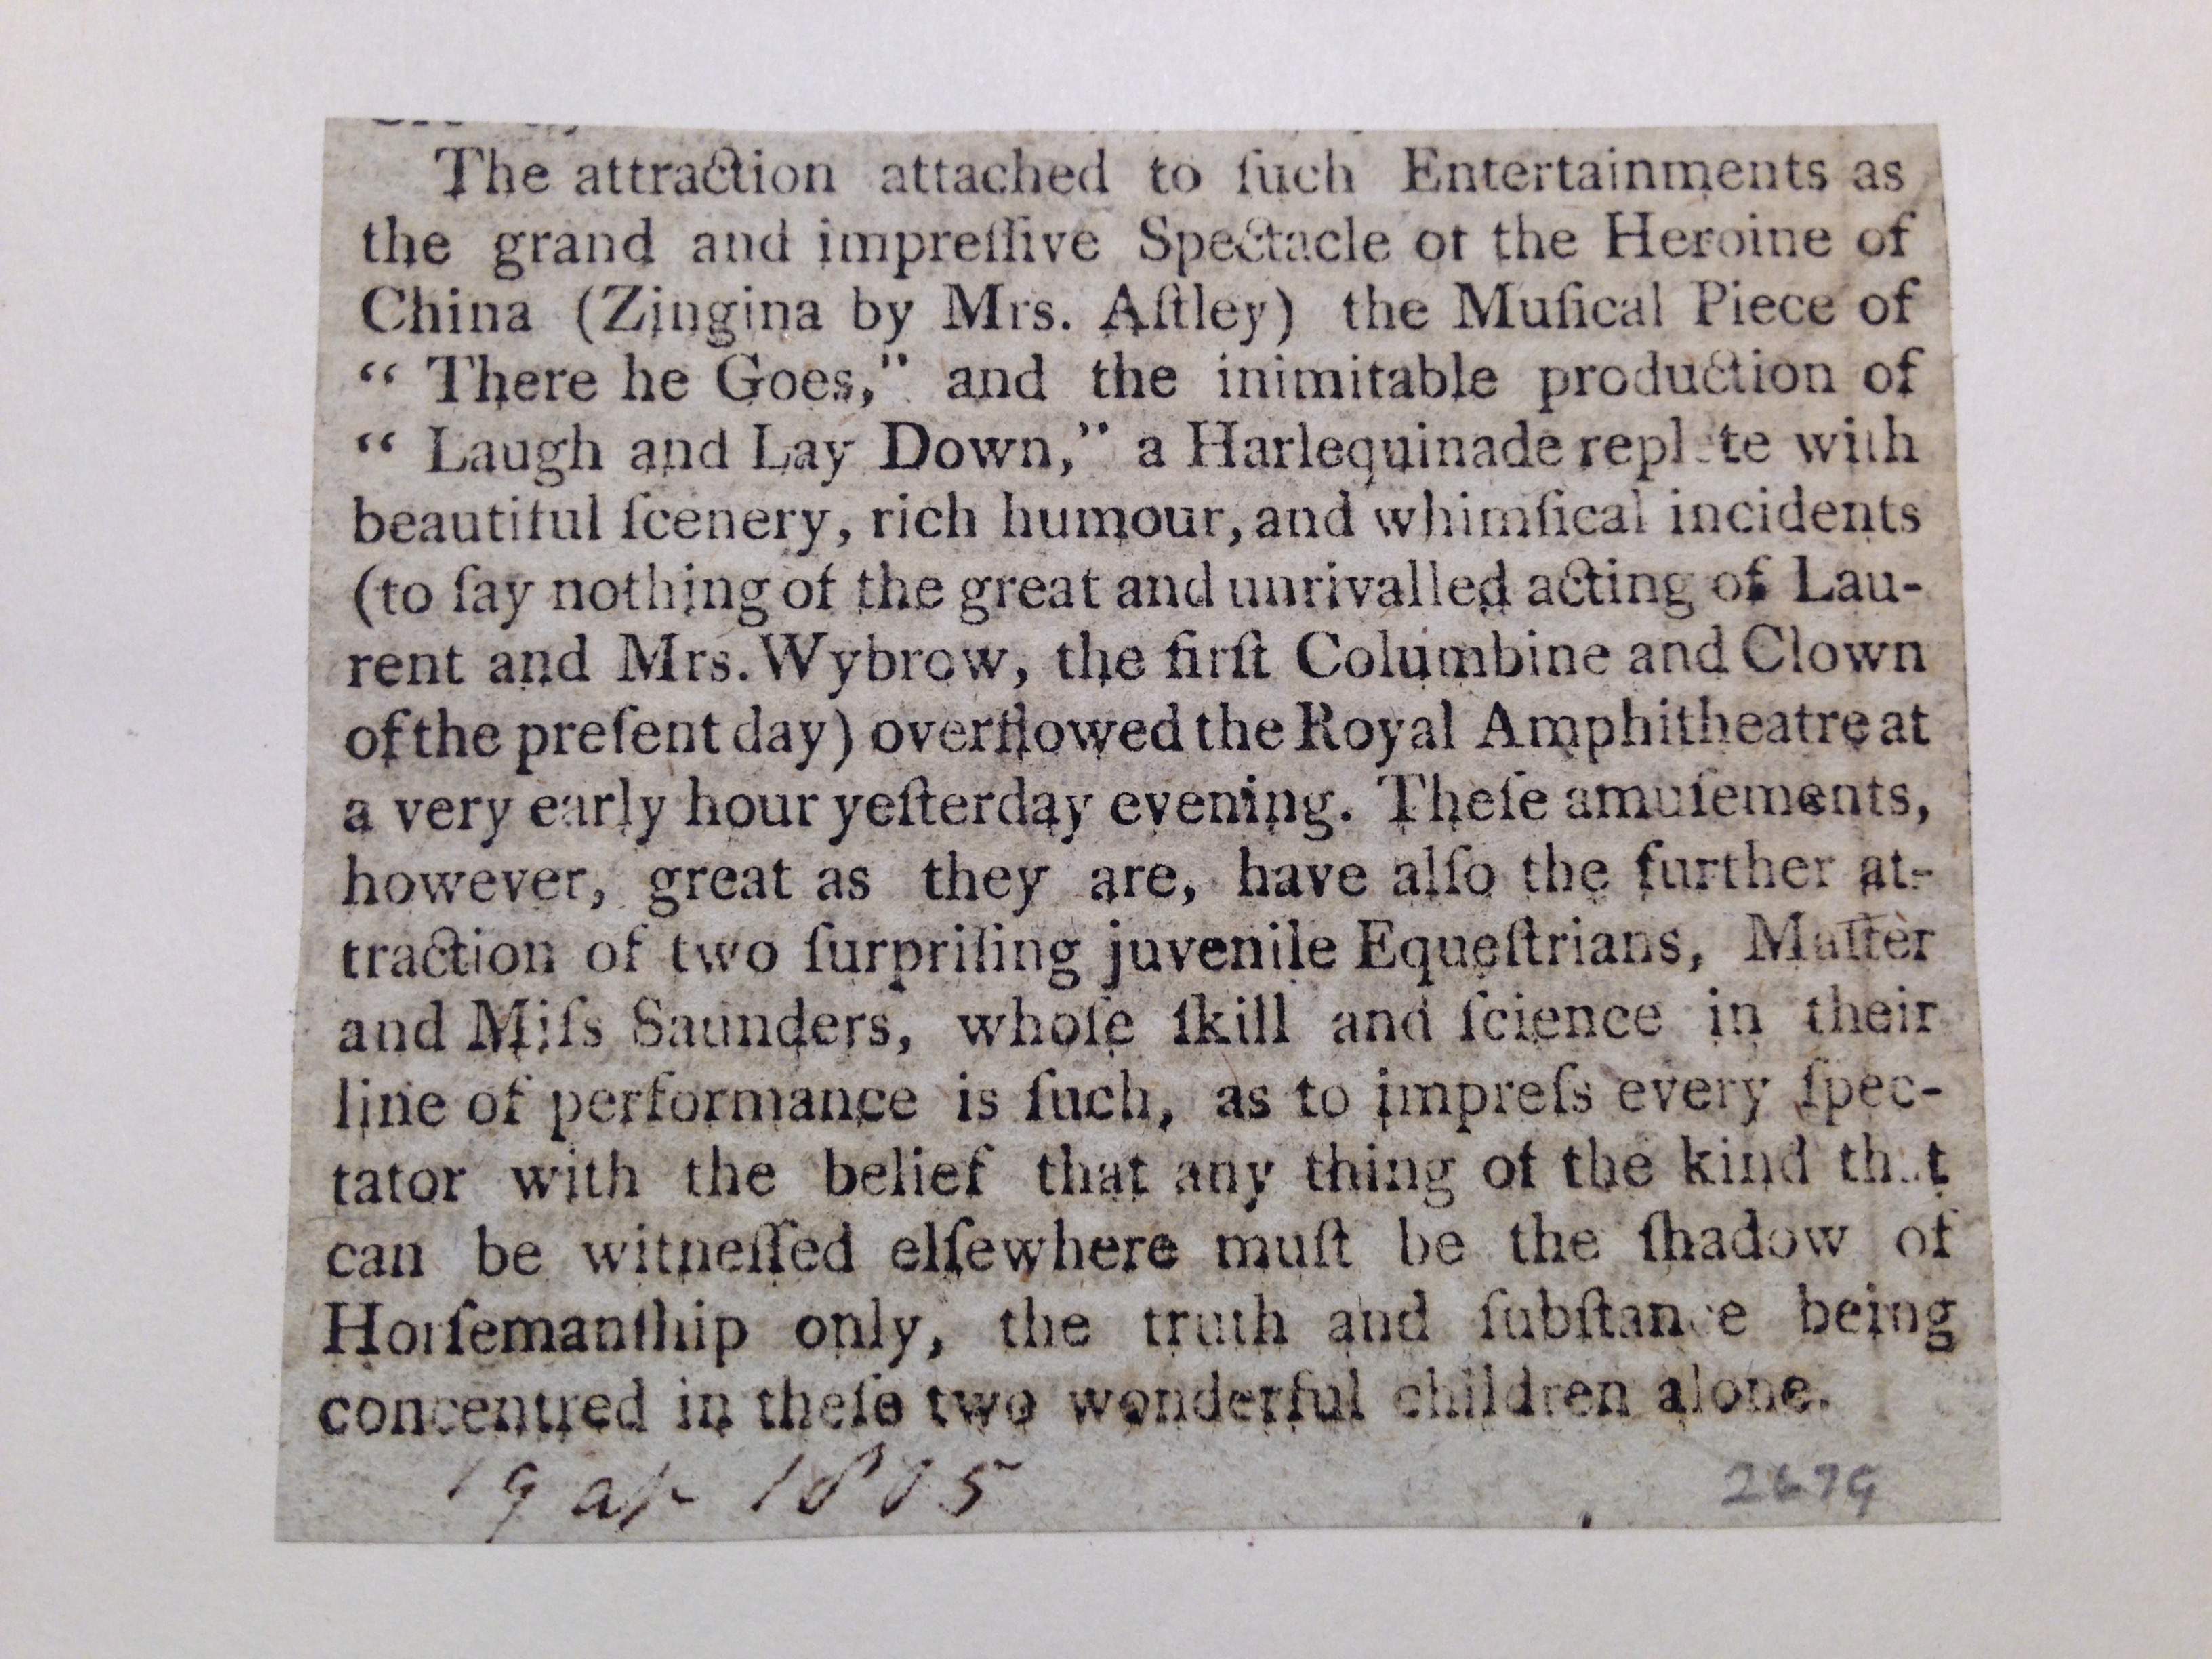 The attraction attached to ſuch Entertainments as
the grand and impreſſive Spectacle of the Heroine of
China (Zingina by Mrs. Aſtley) the Muſical Piece of
“ There he Goes,” and the inimitable production of
“ Laugh and Lay Down,” a Harlequinade replete with
beautiful ſcenery, rich humour, and whimſical incidents
(to ſay nothing of the great and unrivalled acting of Lau-
rent and Mrs. Wybrow, the firſt Columbine and Clown
of the preſent day) overflowed the Royal Amphitheatre at
a very early hour yeſterday evening. Theſe amuſements,
however, great as they are, have alſo the further at-
traction of two ſurpriſing juvenile Equeſtrians, Maſter
and Miſs Saunders, whoſe ſkill and ſcience in their
line of performance is ſuch, as to impreſs every ſpec-
tator with the belief that any thing of the kind that
can be witneſſed elſewhere muſt be the ſhadow of
Horſemanſhip only, the truth and ſubſtance being
concentred in theſe two wonderful children alone.
19 ap 1805
2679